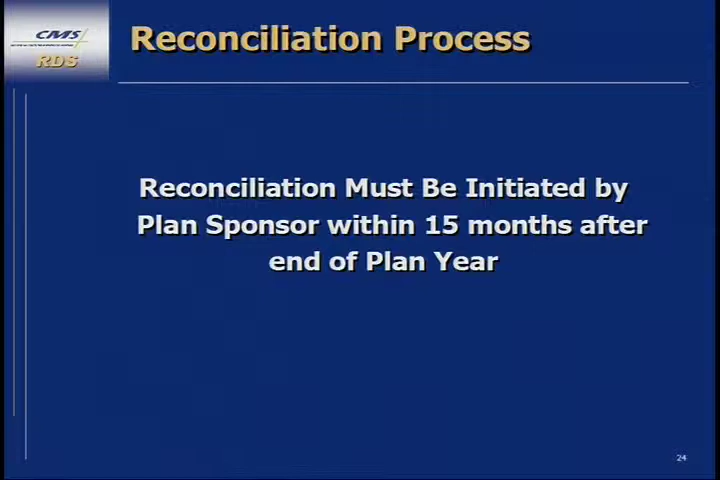 CMS
RDS
Reconciliation Process
Reconciliation Must Be Initiated by
Plan Sponsor within 15 months after
end of Plan Year
24